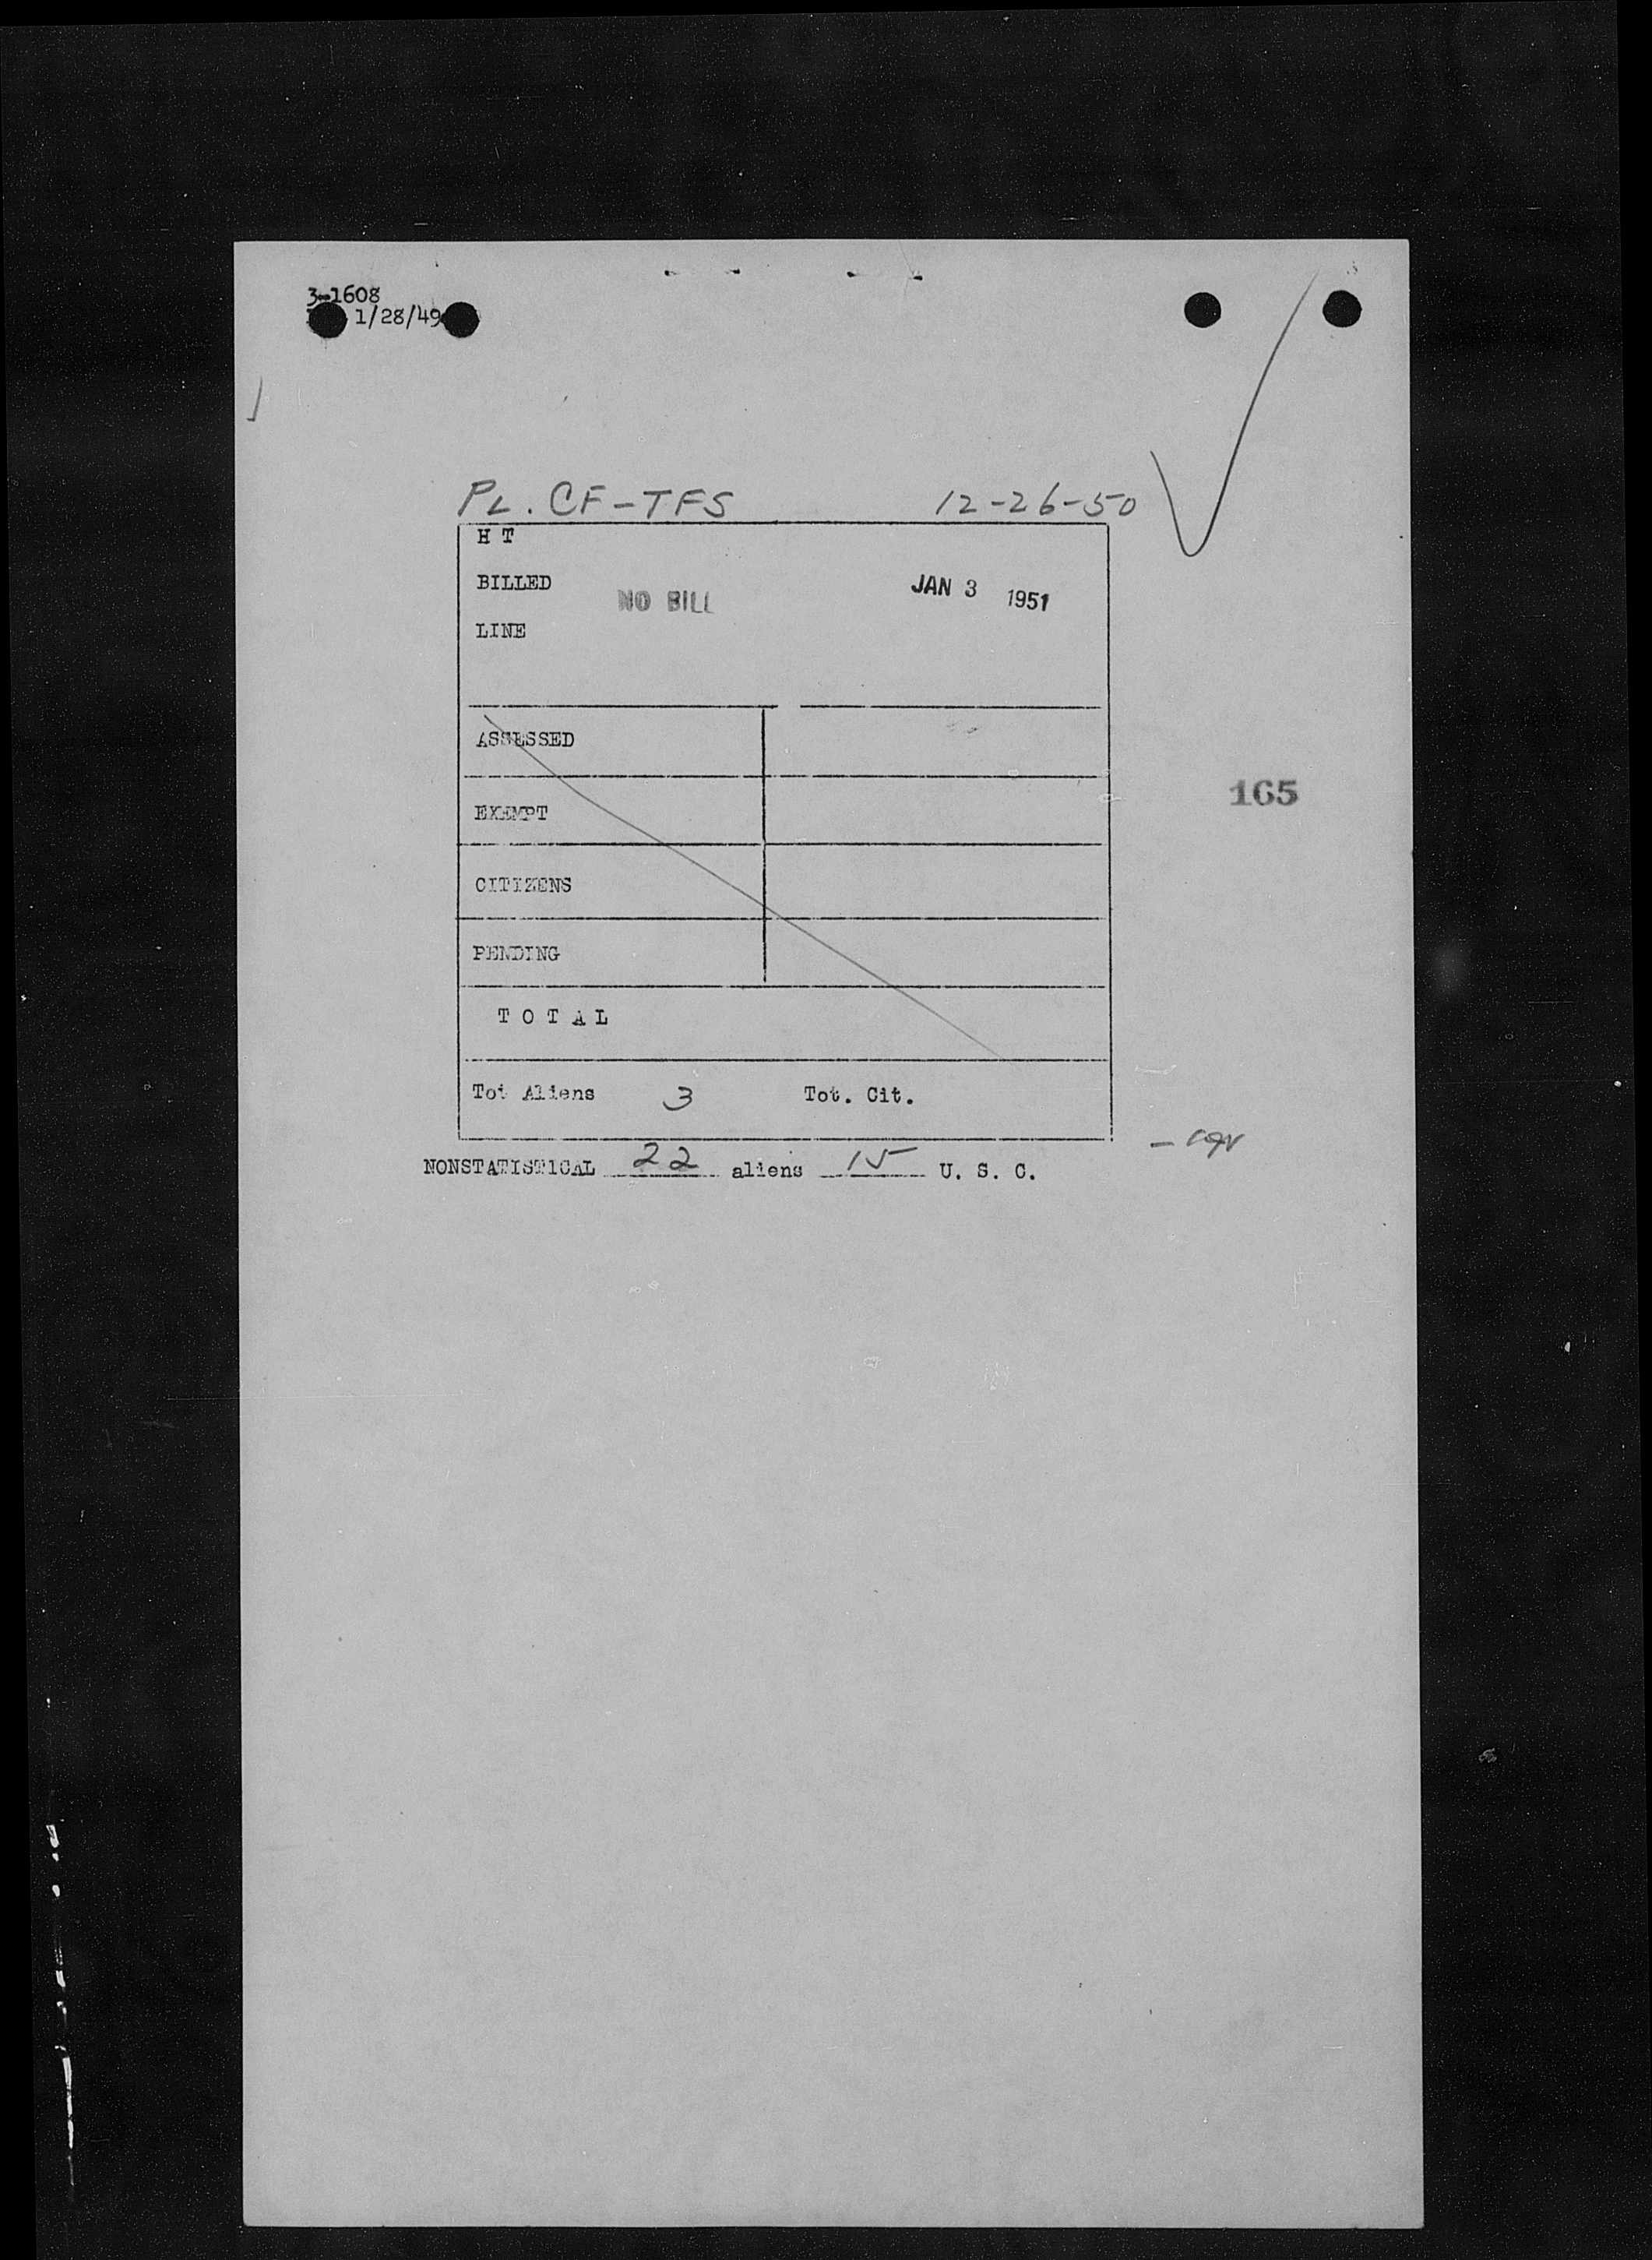 3-1608
1/28/49
PL. CF-TFS 12-26-50
H T
BILLED NO BILL JAN 3 1951
LINE
ASSESSED
165
EXEMPT
CITIZENS
PENDING
T O T A L
Tot Aliens 3 Tot. Cit.
NONSTATISTICAL 22 aliens 15 U. S. C.